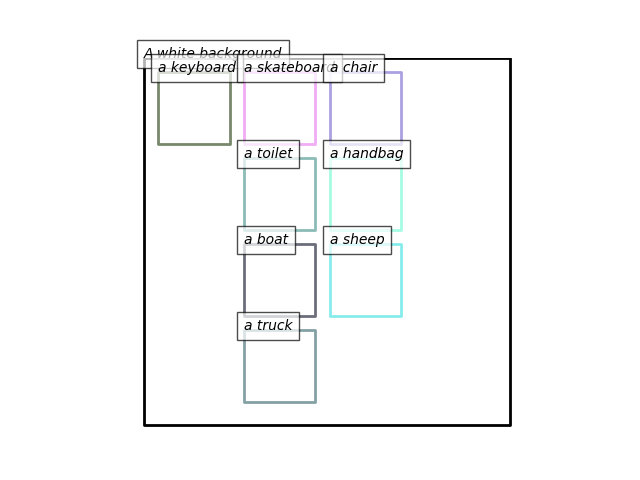 A white background
a keyboard
a skateboard
a chair
a toilet
a handbag
a boat
a sheep
a truck